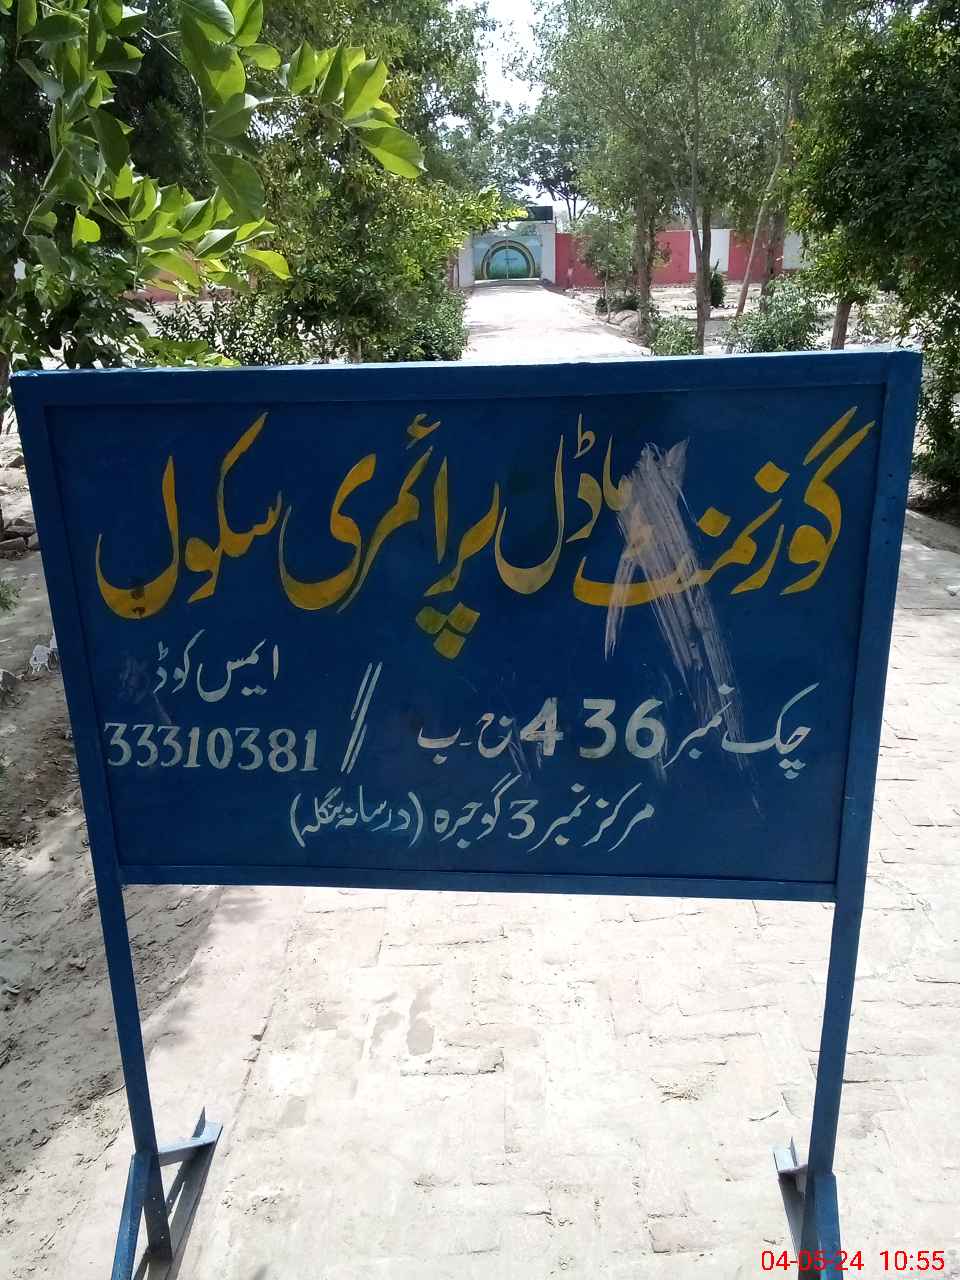 گورنمنٹ ماڈل پرائمری سکول
چک نمبر 436 ج-ب // ایمس کوڈ 33310381
مرکز نمبر 3 گوجرہ (درسانہ بنگلہ)
04-05-24 10:55